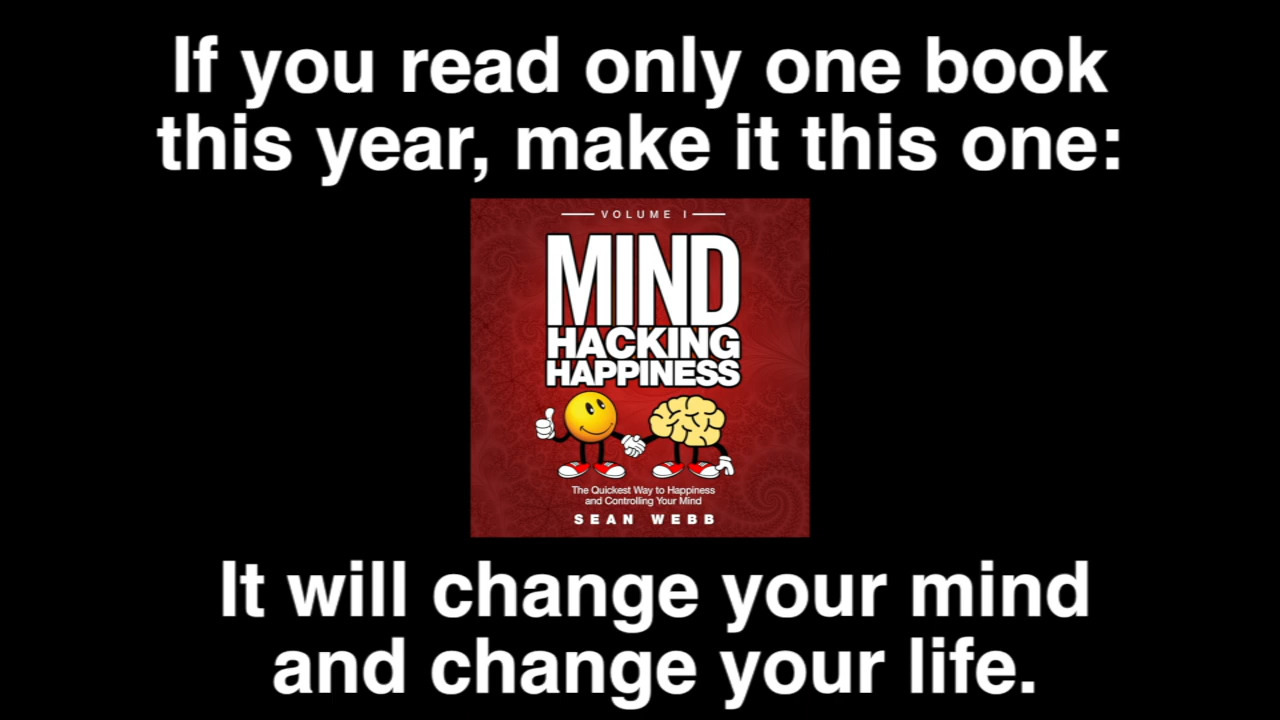 If you read only one book
this year, make it this one:
VOLUME I
MIND
HACKING
HAPPINESS
The Quickest Way to Happiness
and Controlling Your Mind
SEAN WEBB
It will change your mind
and change your life.